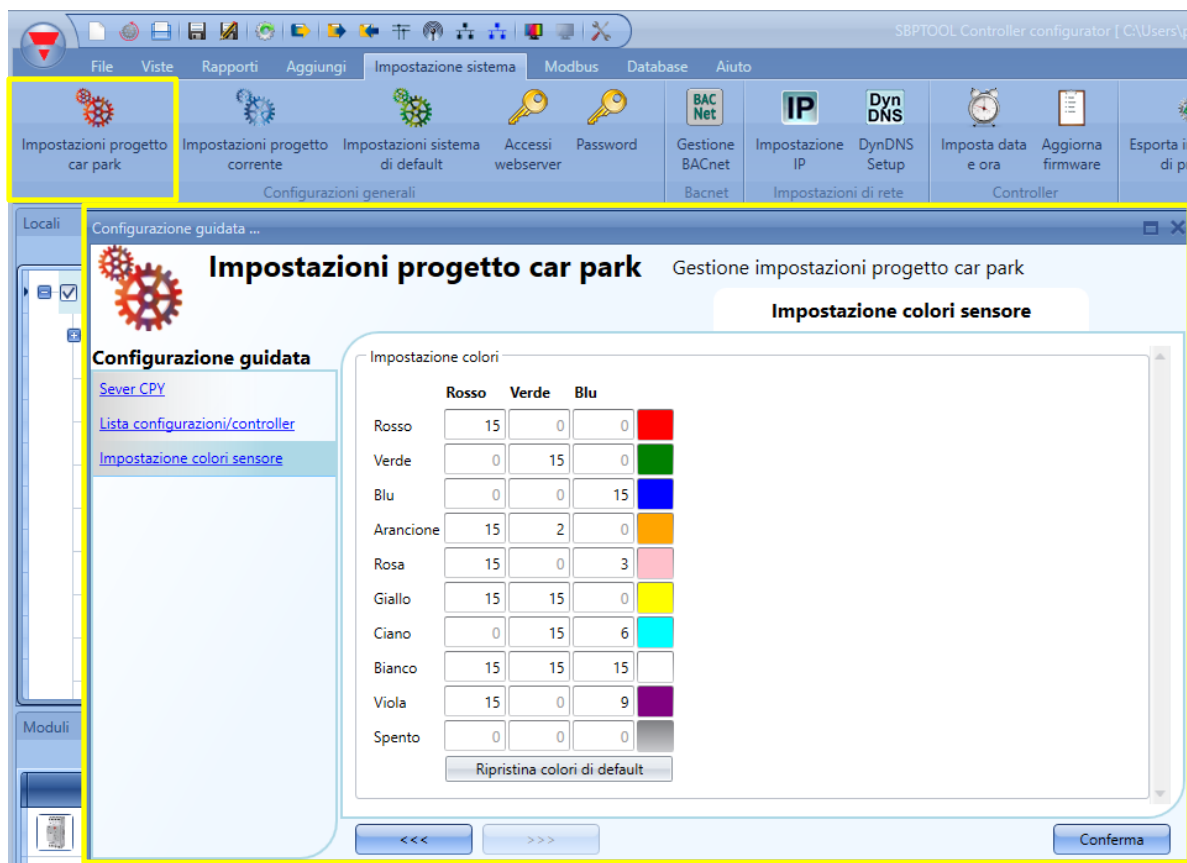 SBPTOOL Controller configurator [ C:\Users\p
File Viste Rapporti Aggiungi Impostazione sistema Modbus Database Aiuto
BAC Net IP Dyn DNS
Impostazioni progetto car park
Impostazioni progetto corrente
Impostazioni sistema di default
Accessi webserver
Password
Gestione BACnet
Impostazione IP
DynDNS Setup
Imposta data e ora
Aggiorna firmware
Esporta i
di p
Configurazioni generali Bacnet Impostazioni di rete Controller
Locali
Configurazione guidata ...
Impostazioni progetto car park Gestione impostazioni progetto car park
Impostazione colori sensore
Configurazione guidata
Sever CPY
Lista configurazioni/controller
Impostazione colori sensore
Impostazione colori
Rosso Verde Blu
Rosso 15 0 0
Verde 0 15 0
Blu 0 0 15
Arancione 15 2 0
Rosa 15 0 3
Giallo 15 15 0
Ciano 0 15 6
Bianco 15 15 15
Viola 15 0 9
Spento 0 0 0
Ripristina colori di default
Moduli
<<< >>> Conferma